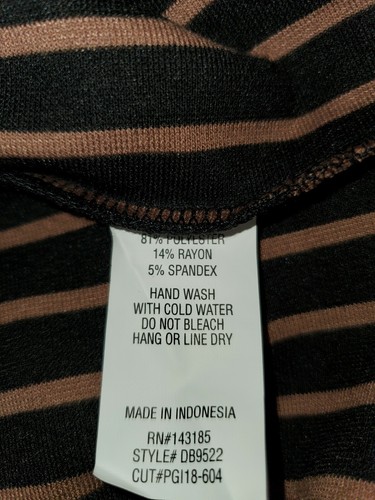 81% POLYESTER
14% RAYON
5% SPANDEX
HAND WASH
WITH COLD WATER
DO NOT BLEACH
HANG OR LINE DRY
MADE IN INDONESIA
RN#143185
STYLE# DB9522
CUT#PGI18-604